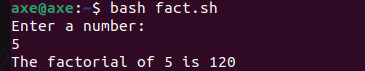 axe@axe:~$ bash fact.sh
Enter a number:
5
The factorial of 5 is 120